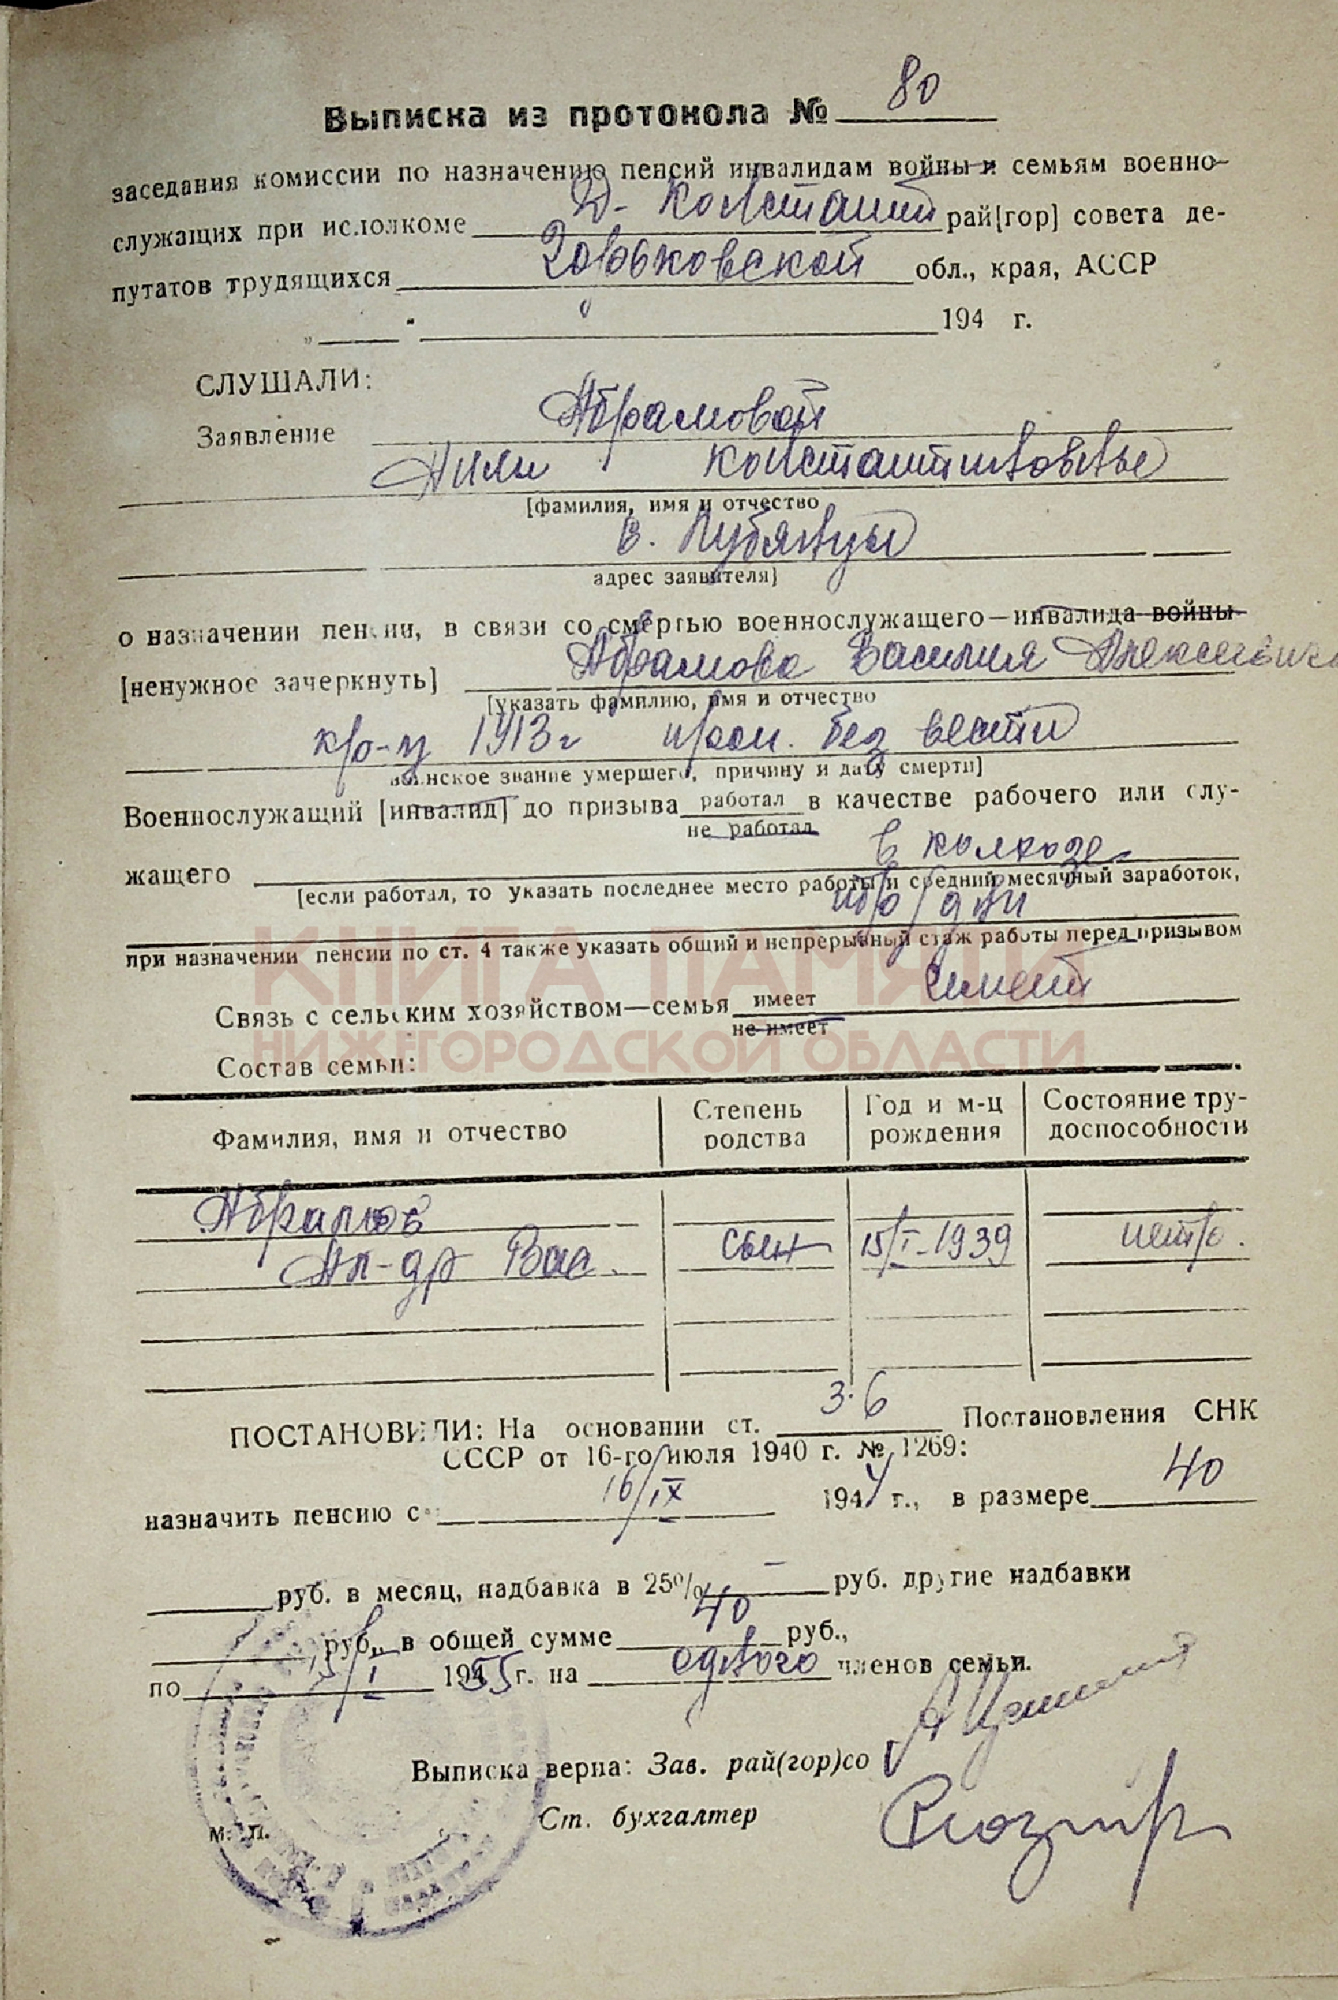 Выписка из протокола № 80
заседания комиссии по назначению пенсий инвалидам войны и семьям военно-
служащих при исполкоме Д-Константин рай[гор] совета де-
путатов трудящихся Горьковской обл., края, АССР
" " 194 г.
СЛУШАЛИ:
Заявление Абрамовой
Константиновны
[фамилия, имя и отчество
в. Лубянцы
адрес заявителя]
о назначении пенсии, в связи со смертью военнослужащего—инвалида войны
[ненужное зачеркнуть] Абрамова Василия Алексеевича
[указать фамилию, имя и отчество
кр-ц 1913 г проп. без вести
воинское звание умершего, причину и дату смерти]
Военнослужащий [инвалид] до призыва работал в качестве рабочего или слу-
не работал
жащего в колхозе
[если работал, то указать последнее место работы и средний месячный заработок,
тр/дни
при назначении пенсии по ст. 4 также указать общий и непрерывный стаж работы перед призывом
КНИГА ПАМЯТИ
Связь с сельским хозяйством—семья имеет имеет
не имеет
НИЖЕГОРОДСКОЙ ОБЛАСТИ
Состав семьи:
Фамилия, имя и отчество Степень родства Год и м-ц рождения Состояние тру-доспособности
Абрамов
Ал-др Вас. сын 15/I-1939 нетр.
ПОСТАНОВИЛИ: На основании ст. 3.6 Постановления СНК
СССР от 16-го июля 1940 г. № 1269:
назначить пенсию с 16/IX 1944 г., в размере 40
руб. в месяц, надбавка в 25% – руб. другие надбавки
руб., в общей сумме 40 руб.,
по 15/I 1955 г. на одного членов семьи.
Выписка верна: Зав. рай(гор)со
Ст. бухгалтер
М. П.